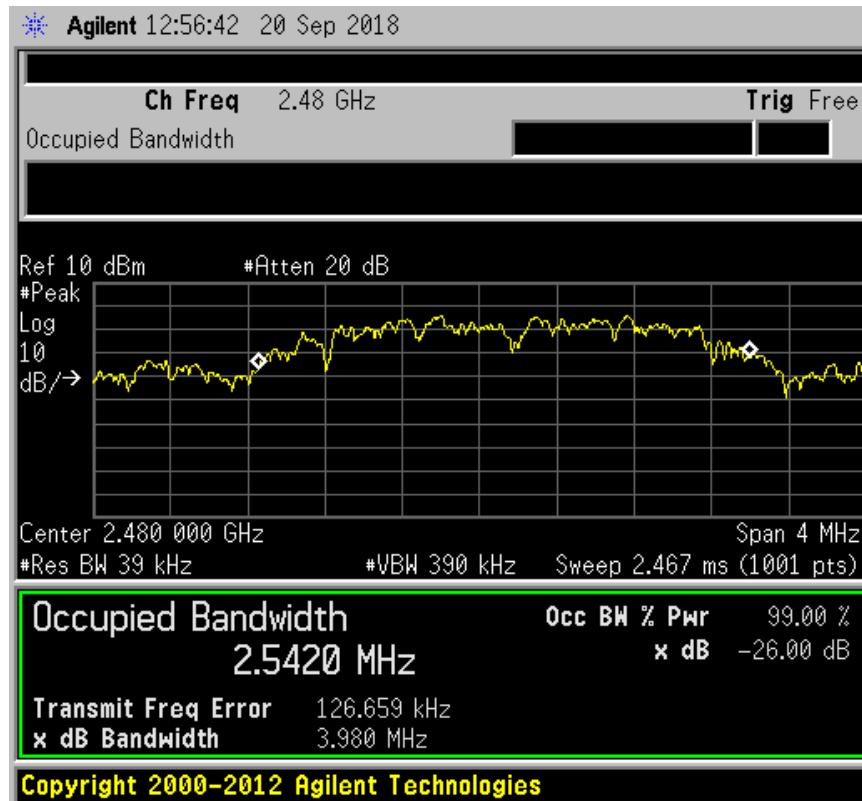 Agilent 12:56:42 20 Sep 2018
Ch Freq 2.48 GHz Trig Free
Occupied Bandwidth
Ref 10 dBm #Atten 20 dB
#Peak
Log
10
dB/→
Center 2.480 000 GHz Span 4 MHz
#Res BW 39 kHz #VBW 390 kHz Sweep 2.467 ms (1001 pts)
Occupied Bandwidth Occ BW % Pwr 99.00 %
2.5420 MHz x dB -26.00 dB
Transmit Freq Error 126.659 kHz
x dB Bandwidth 3.980 MHz
Copyright 2000-2012 Agilent Technologies